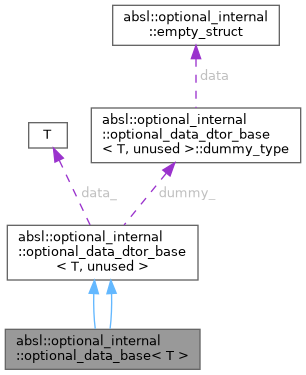 absl::optional_internal
::empty_struct
data
absl::optional_internal
::optional_data_dtor_base
< T, unused >::dummy_type
T
data_
dummy_
absl::optional_internal
::optional_data_dtor_base
< T, unused >
absl::optional_internal
::optional_data_base< T >